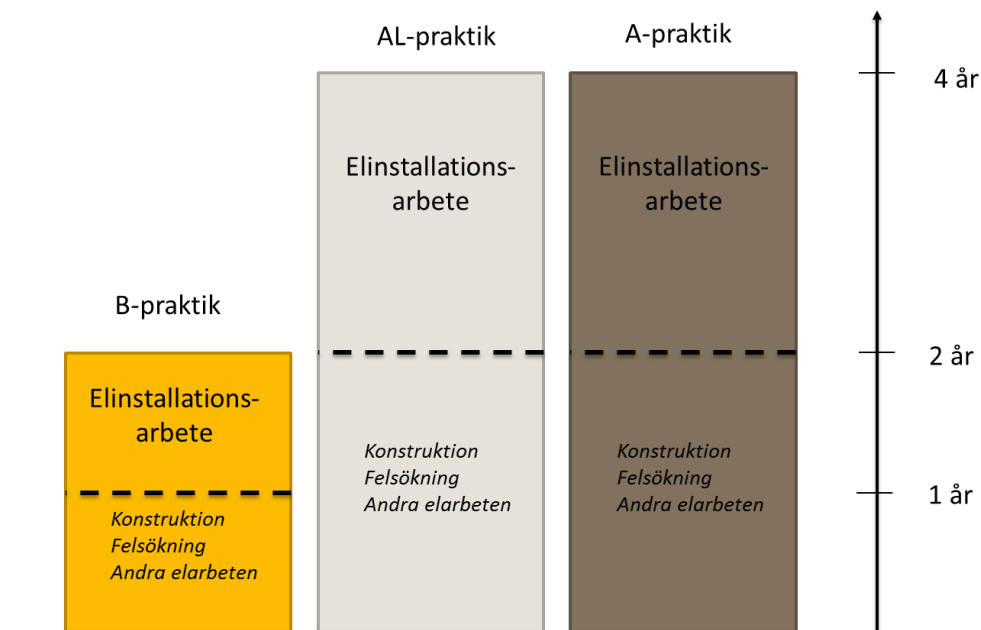 AL-praktik
A-praktik
4 år
Elinstallations-
arbete
Elinstallations-
arbete
B-praktik
2 år
Elinstallations-
arbete
Konstruktion
Felsökning
Andra elarbeten
Konstruktion
Felsökning
Andra elarbeten
1 år
Konstruktion
Felsökning
Andra elarbeten